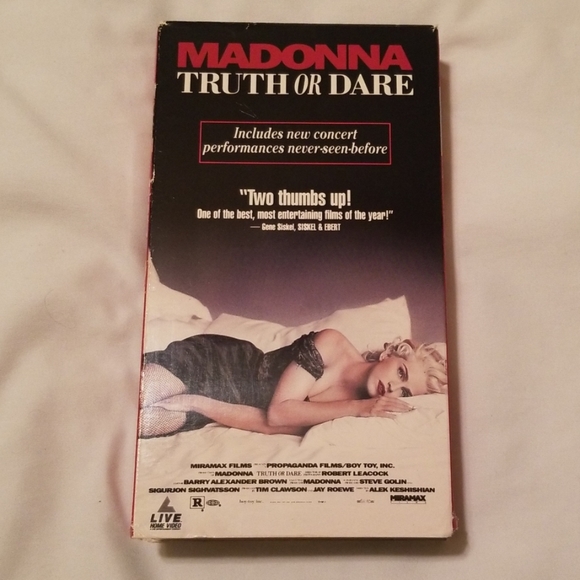 MADONNA
TRUTH OR DARE
Includes new concert
performances never-seen-before
"Two thumbs up!
One of the best, most entertaining films of the year!"
— Gene Siskel, SISKEL & EBERT
MIRAMAX FILMS PROPAGANDA FILMS/BOY TOY, INC.
MADONNA TRUTH OR DARE ROBERT LEACOCK
BARRY ALEXANDER BROWN MADONNA STEVE GOLIN
SIGURJON SIGHVATSSON TIM CLAWSON JAY ROEWE ALEK KESHISHIAN
R
MIRAMAX
LIVE
HOME VIDEO